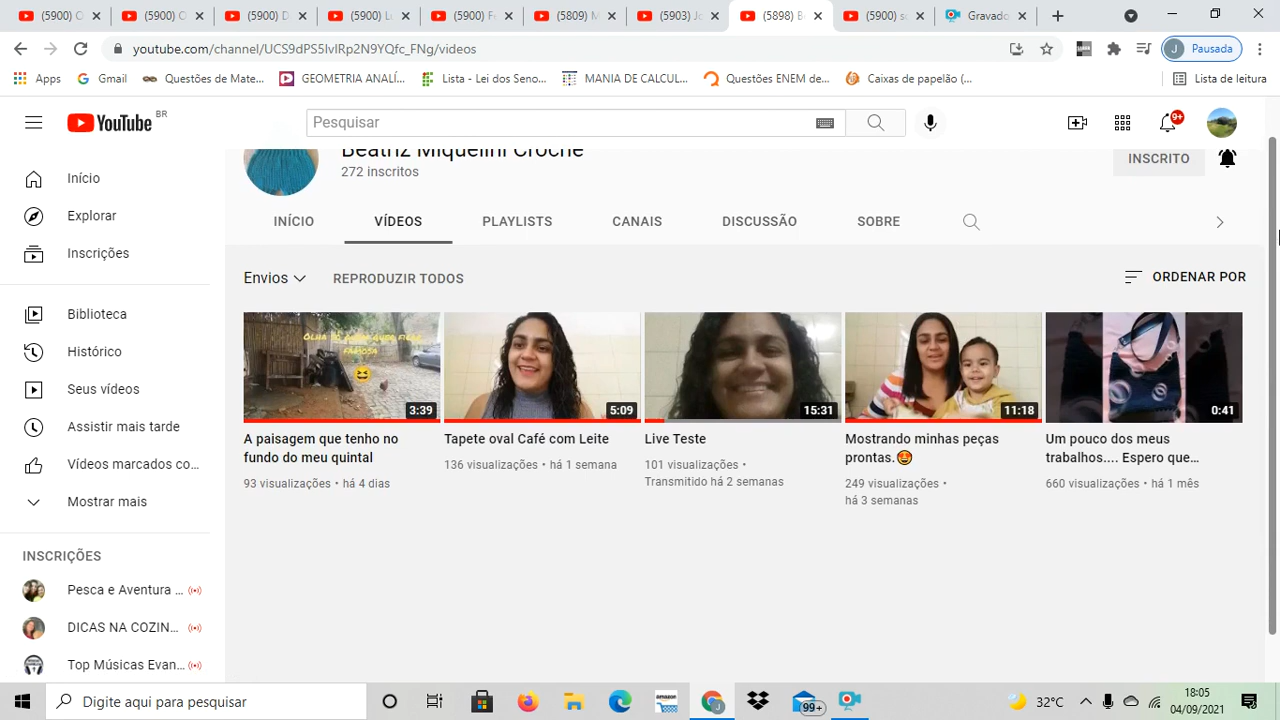 (5900) C
(5900) C
(5900) D
(5900) L
(5900) F
(5809) M
(5903) Jo
(5898) B
(5900) s
Gravado
youtube.com/channel/UCS9dPS5IvIRp2N9YQfc_FNg/videos
J Pausada
Apps
Gmail
Questões de Mate...
GEOMETRIA ANALÍ...
Lista - Lei dos Seno...
MANIA DE CALCUL...
Questões ENEM de...
Caixas de papelão (...
Lista de leitura
YouTube BR
Pesquisar
9+
Beatriz Miquelini Croche
272 inscritos
INSCRITO
INÍCIO
VÍDEOS
PLAYLISTS
CANAIS
DISCUSSÃO
SOBRE
Início
Explorar
Inscrições
Biblioteca
Histórico
Seus vídeos
Assistir mais tarde
Vídeos marcados co...
Mostrar mais
INSCRIÇÕES
Pesca e Aventura ...
DICAS NA COZIN...
Top Músicas Evan...
Envios
REPRODUZIR TODOS
ORDENAR POR
3:39
A paisagem que tenho no
fundo do meu quintal
93 visualizações • há 4 dias
5:09
Tapete oval Café com Leite
136 visualizações • há 1 semana
15:31
Live Teste
101 visualizações •
Transmitido há 2 semanas
11:18
Mostrando minhas peças
prontas.🤩
249 visualizações •
há 3 semanas
0:41
Um pouco dos meus
trabalhos.... Espero que...
660 visualizações • há 1 mês
Digite aqui para pesquisar
amazon
J
99+
32°C
18:05
04/09/2021